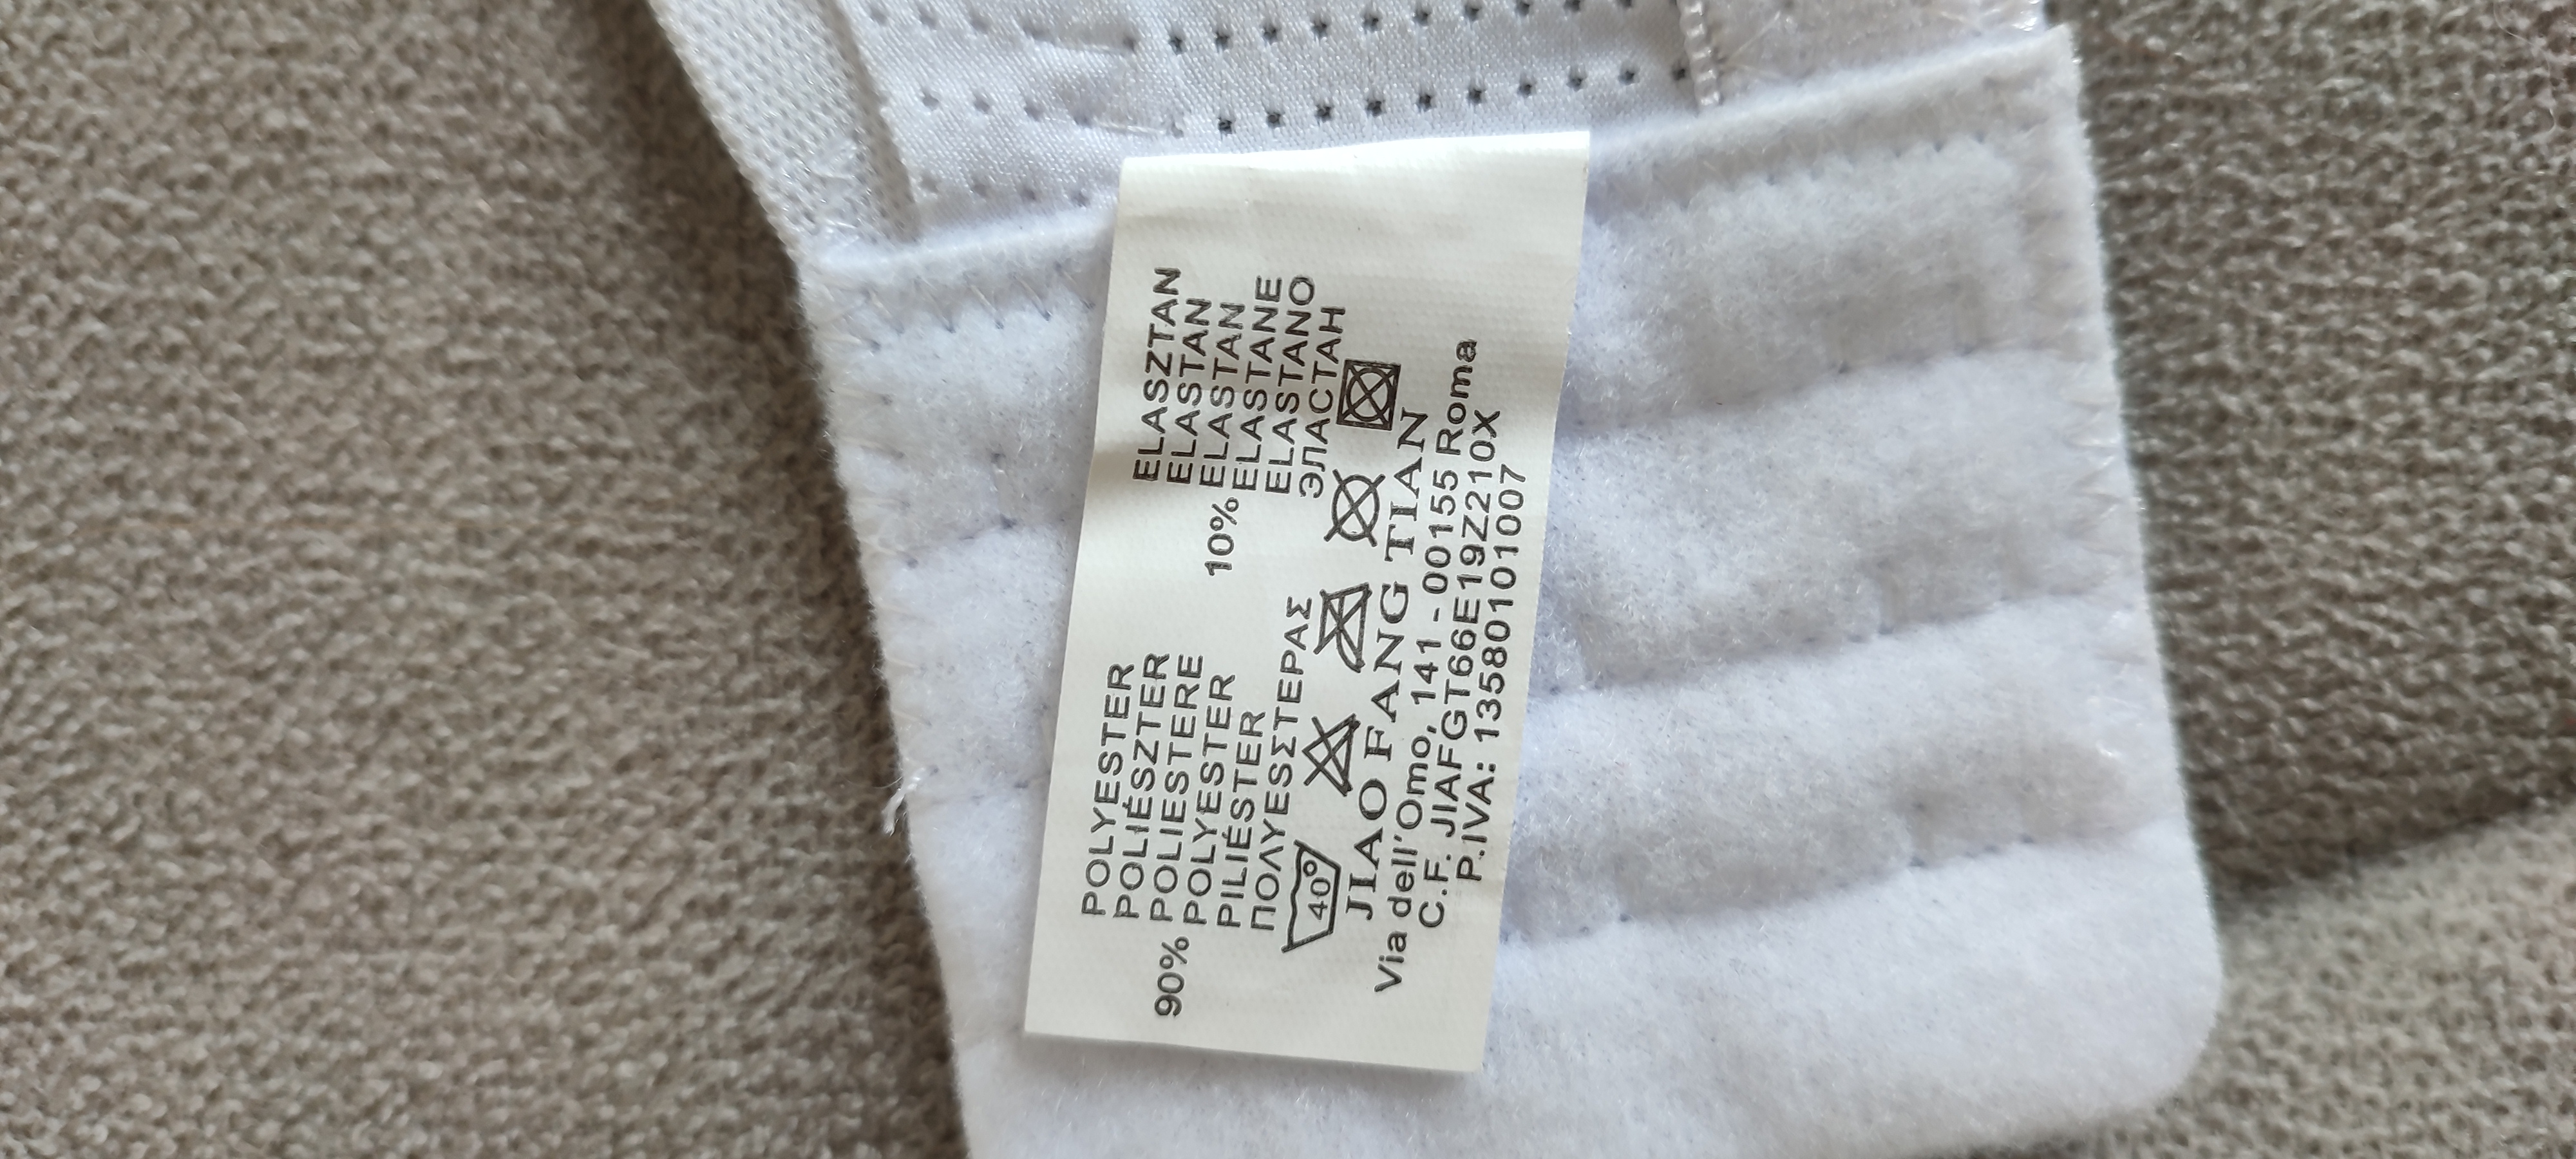 POLYESTER
POLIÉSZTER
90% POLIESTERE
POLYESTER
PILIÉSTER
ΠΟΛΥΕΣΤΕΡΑΣ
ELASZTAN
ELASTAN
10% ELASTAN
ELASTANE
ELASTANO
ЭЛАСТАН
40°
JIAO FANG TIAN
Via dell'Omo, 141 - 00155 Roma
C.F. JIAFGT66E19Z210X
P.IVA: 13580101007